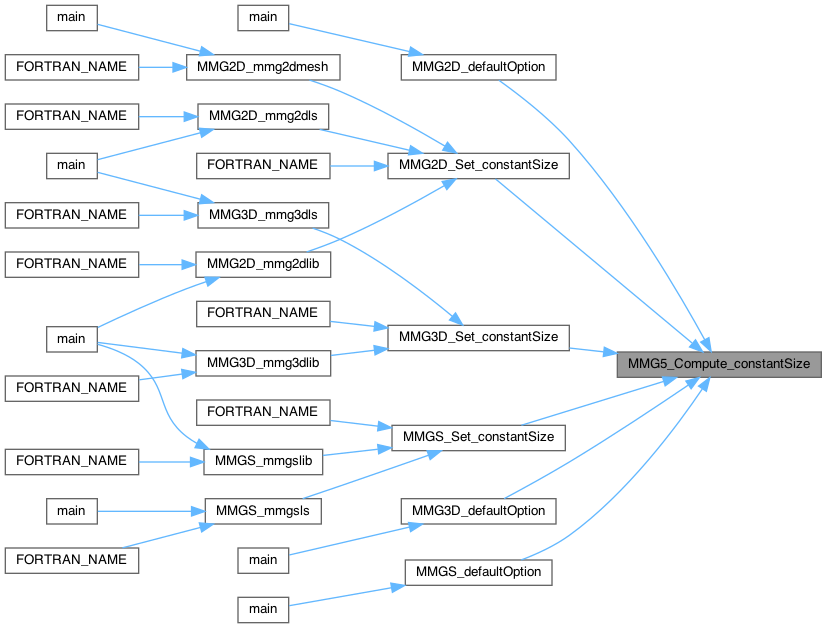 main
main
FORTRAN_NAME
MMG2D_mmg2dmesh
MMG2D_defaultOption
FORTRAN_NAME
MMG2D_mmg2dls
main
FORTRAN_NAME
MMG2D_Set_constantSize
FORTRAN_NAME
MMG3D_mmg3dls
FORTRAN_NAME
MMG2D_mmg2dlib
FORTRAN_NAME
main
MMG3D_Set_constantSize
MMG3D_mmg3dlib
MMG5_Compute_constantSize
FORTRAN_NAME
FORTRAN_NAME
MMGS_Set_constantSize
FORTRAN_NAME
MMGS_mmgslib
main
MMGS_mmgsls
MMG3D_defaultOption
FORTRAN_NAME
main
MMGS_defaultOption
main